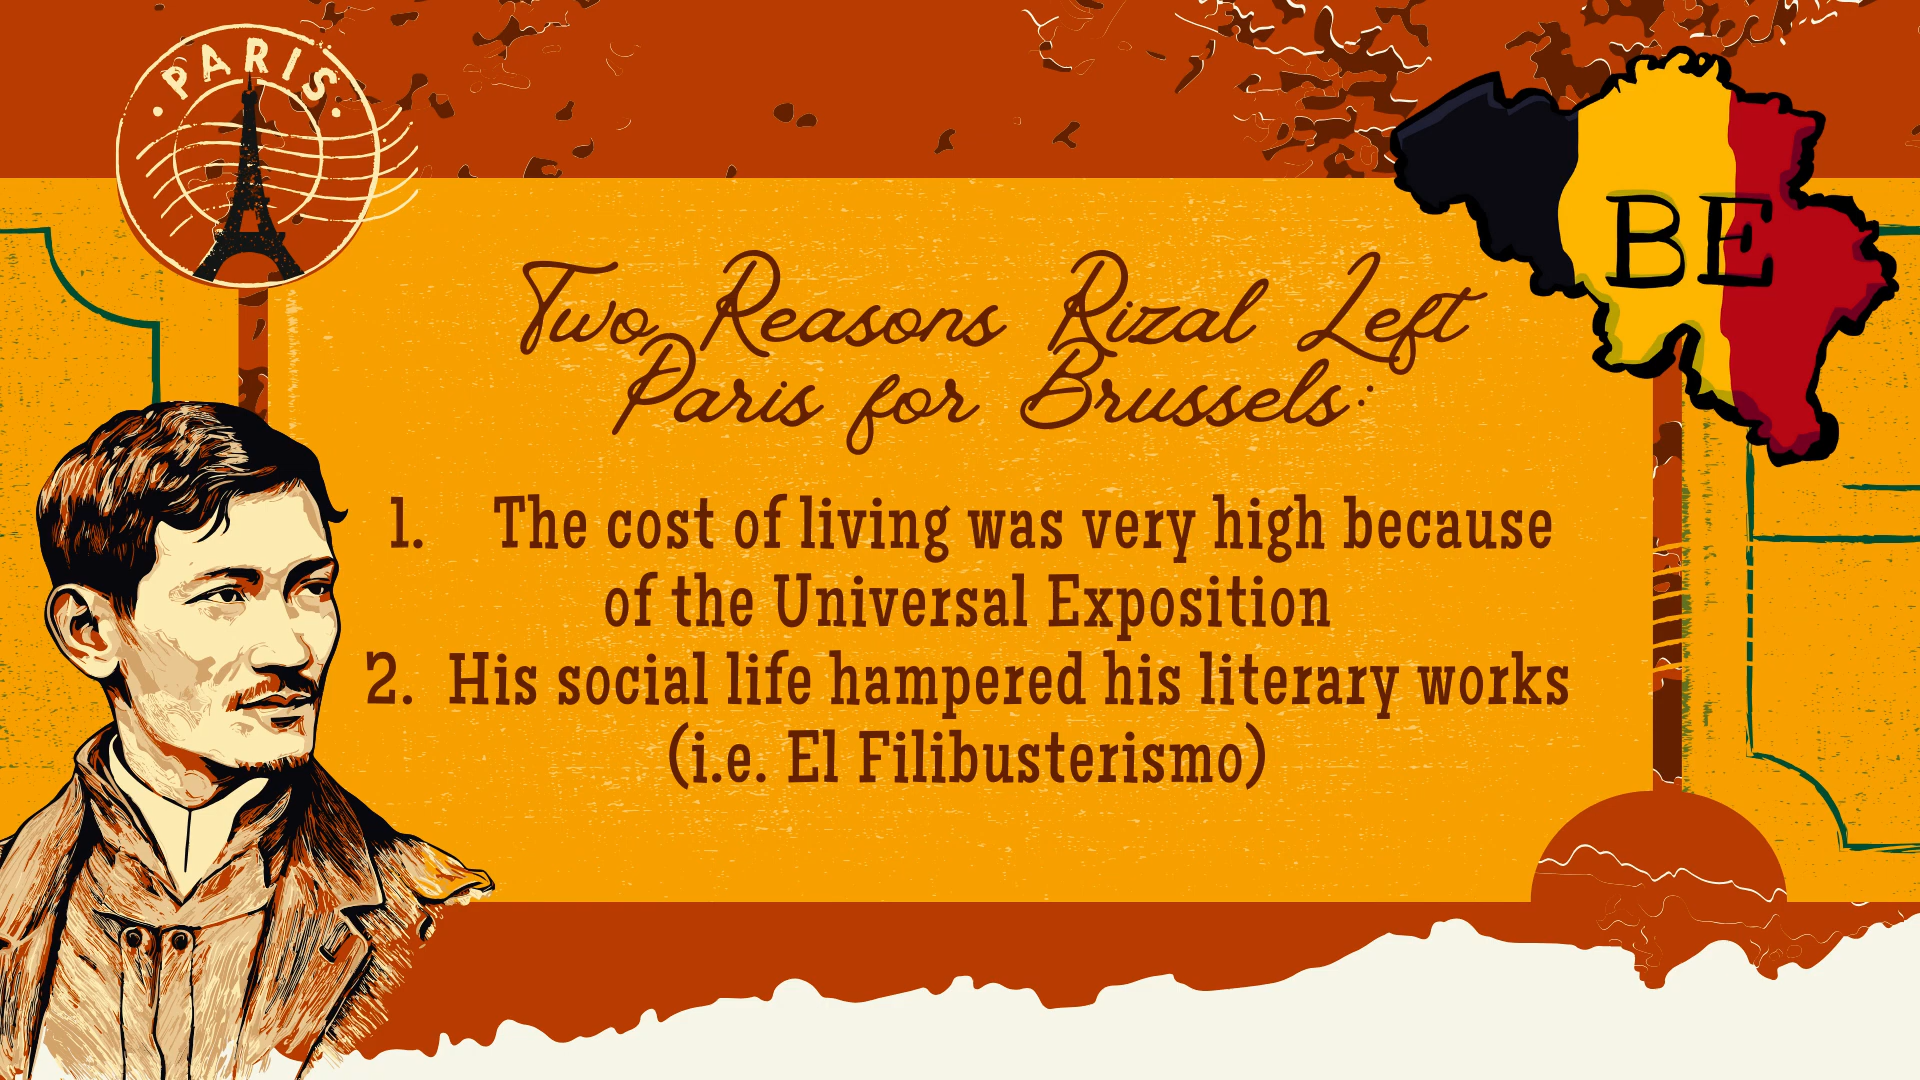 ·PARIS·
BE
Two Reasons Rizal Left
Paris for Brussels:
1. The cost of living was very high because
of the Universal Exposition
2. His social life hampered his literary works
(i.e. El Filibusterismo)